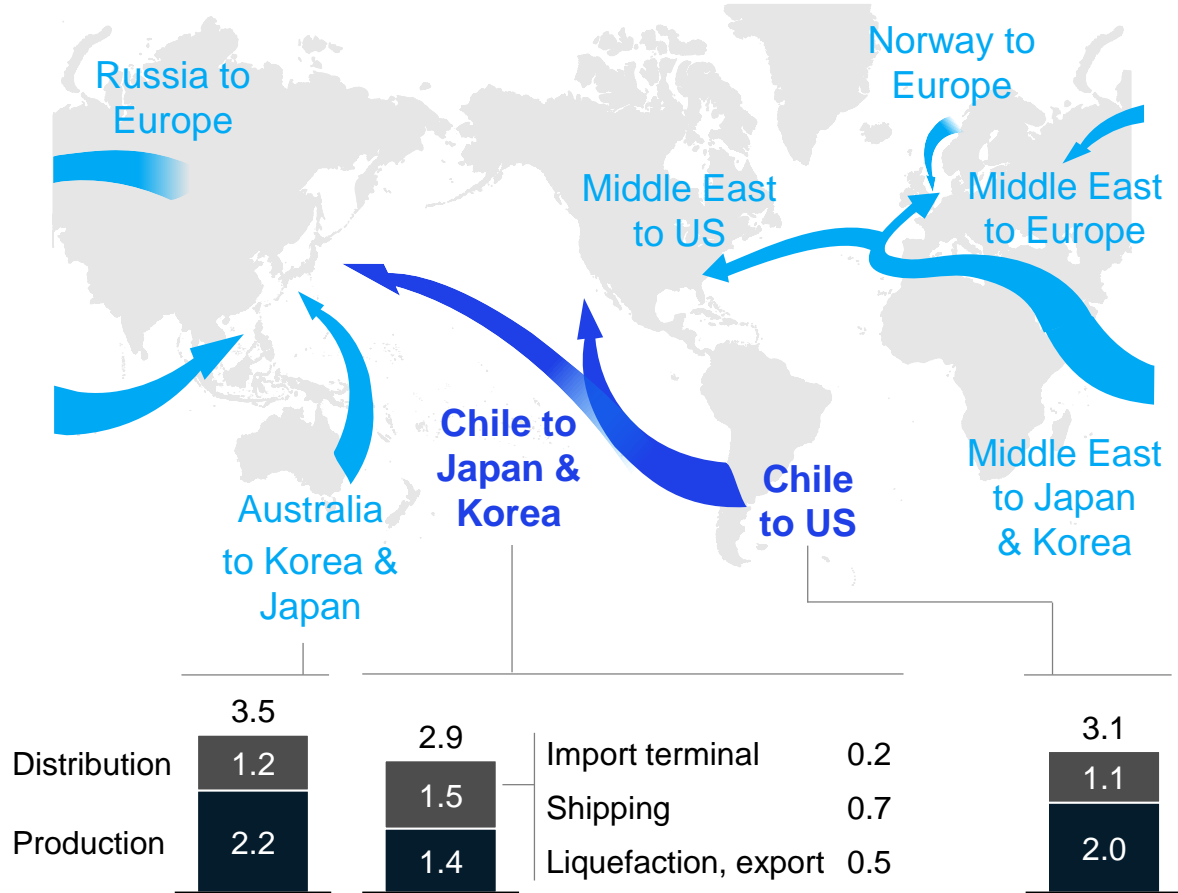 Russia to
Europe
Norway to
Europe
Middle East
to US
Middle East
to Europe
Chile to
Japan &
Korea
Chile
to US
Middle East
to Japan
& Korea
Australia
to Korea &
Japan
3.5
2.9
3.1
Distribution
1.2
1.5
Import terminal 0.2
1.1
Shipping 0.7
Production
2.2
1.4
Liquefaction, export 0.5
2.0